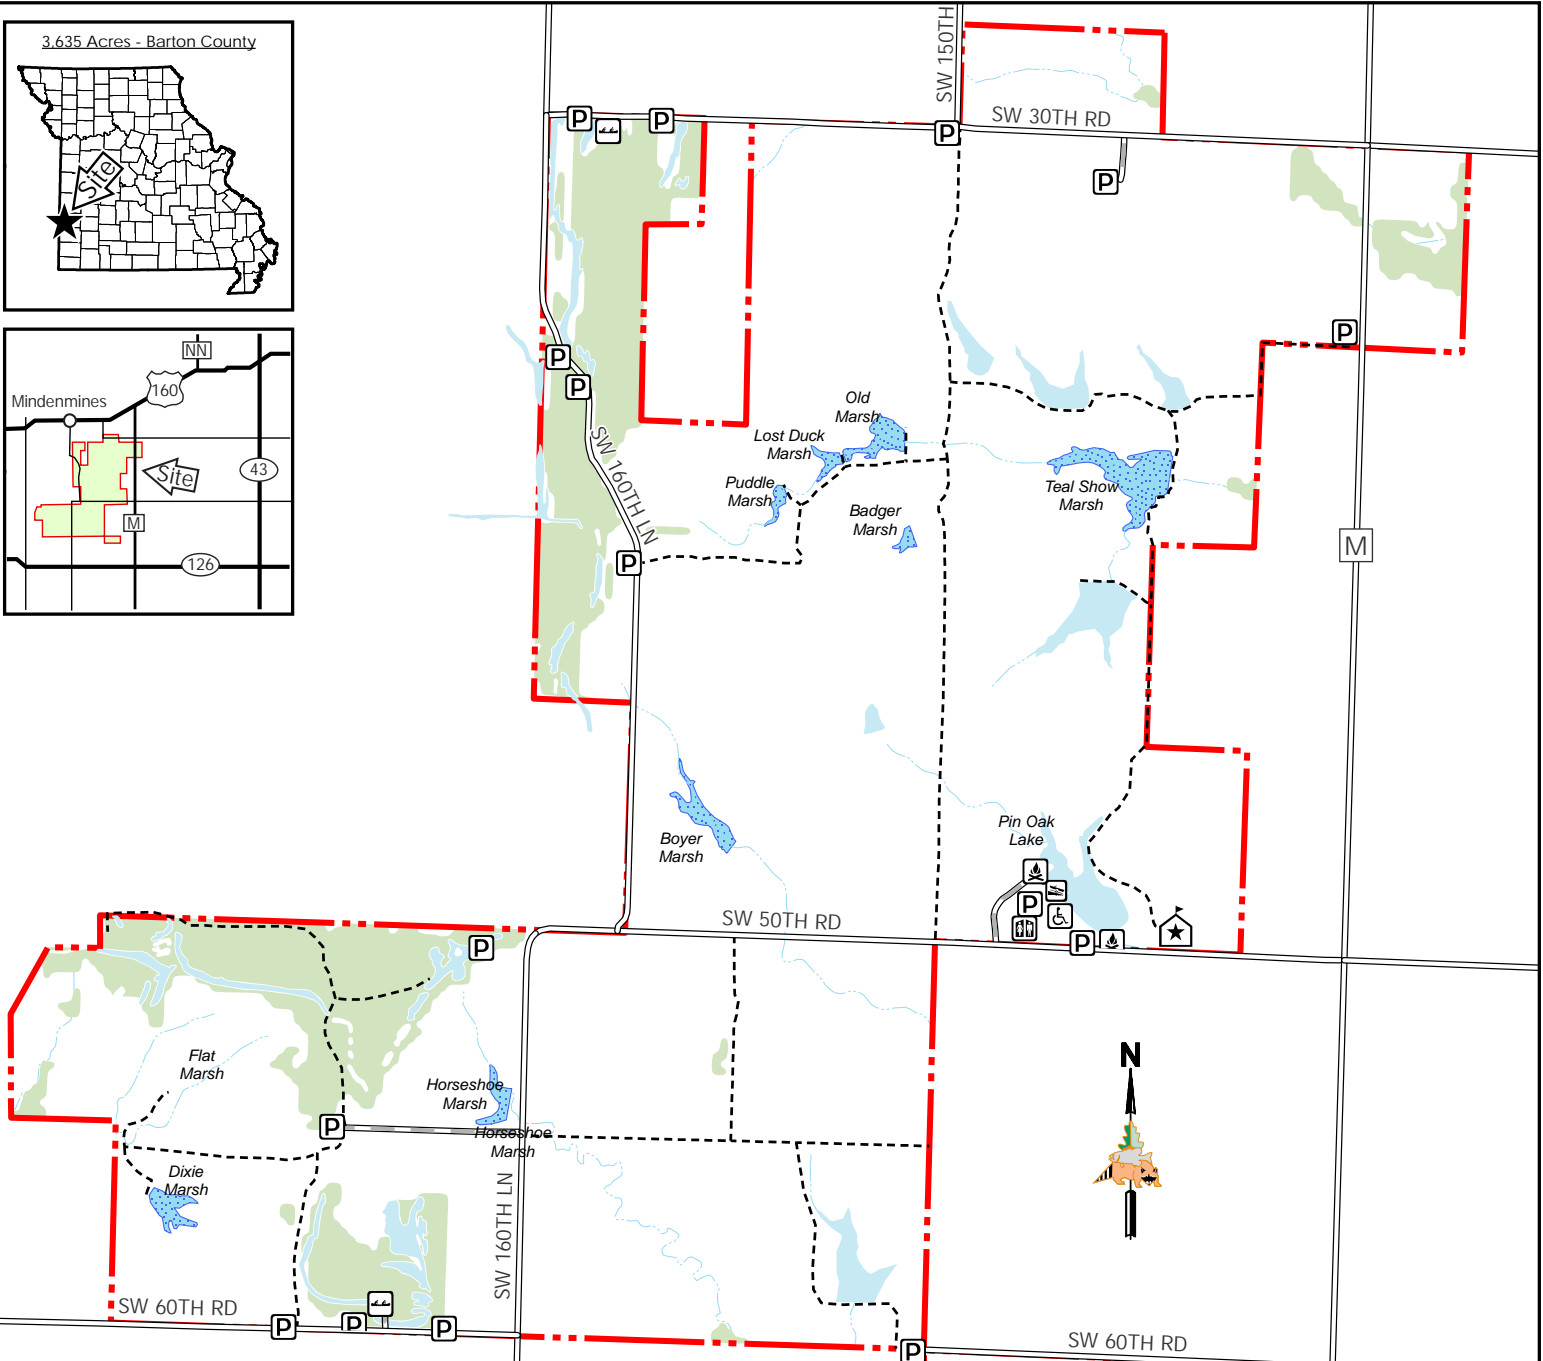 3,635 Acres - Barton County
Site
NN
160
Mindenmines
Site
43
M
126
SW 150TH
SW 30TH RD
P
P
P
P
P
P
P
SW 160TH LN
Old
Marsh
Lost Duck
Marsh
Puddle
Marsh
Badger
Marsh
Teal Show
Marsh
M
P
Boyer
Marsh
Pin Oak
Lake
P
SW 50TH RD
P
P
Flat
Marsh
Horseshoe
Marsh
P
Horseshoe
Marsh
Dixie
Marsh
N
SW 160TH LN
SW 60TH RD
P
P
P
P
SW 60TH RD